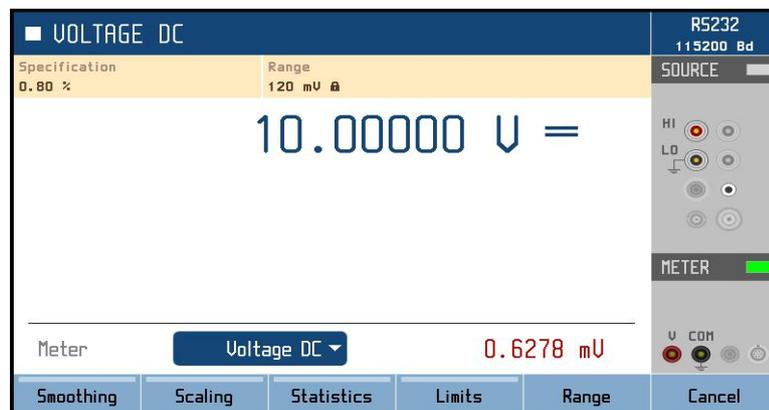 VOLTAGE DC
RS232
115200 Bd
Specification
0.80 %
Range
120 mV
SOURCE
10.00000 V
HI
LO
METER
Meter
Voltage DC
0.6278 mV
V COM
Smoothing
Scaling
Statistics
Limits
Range
Cancel